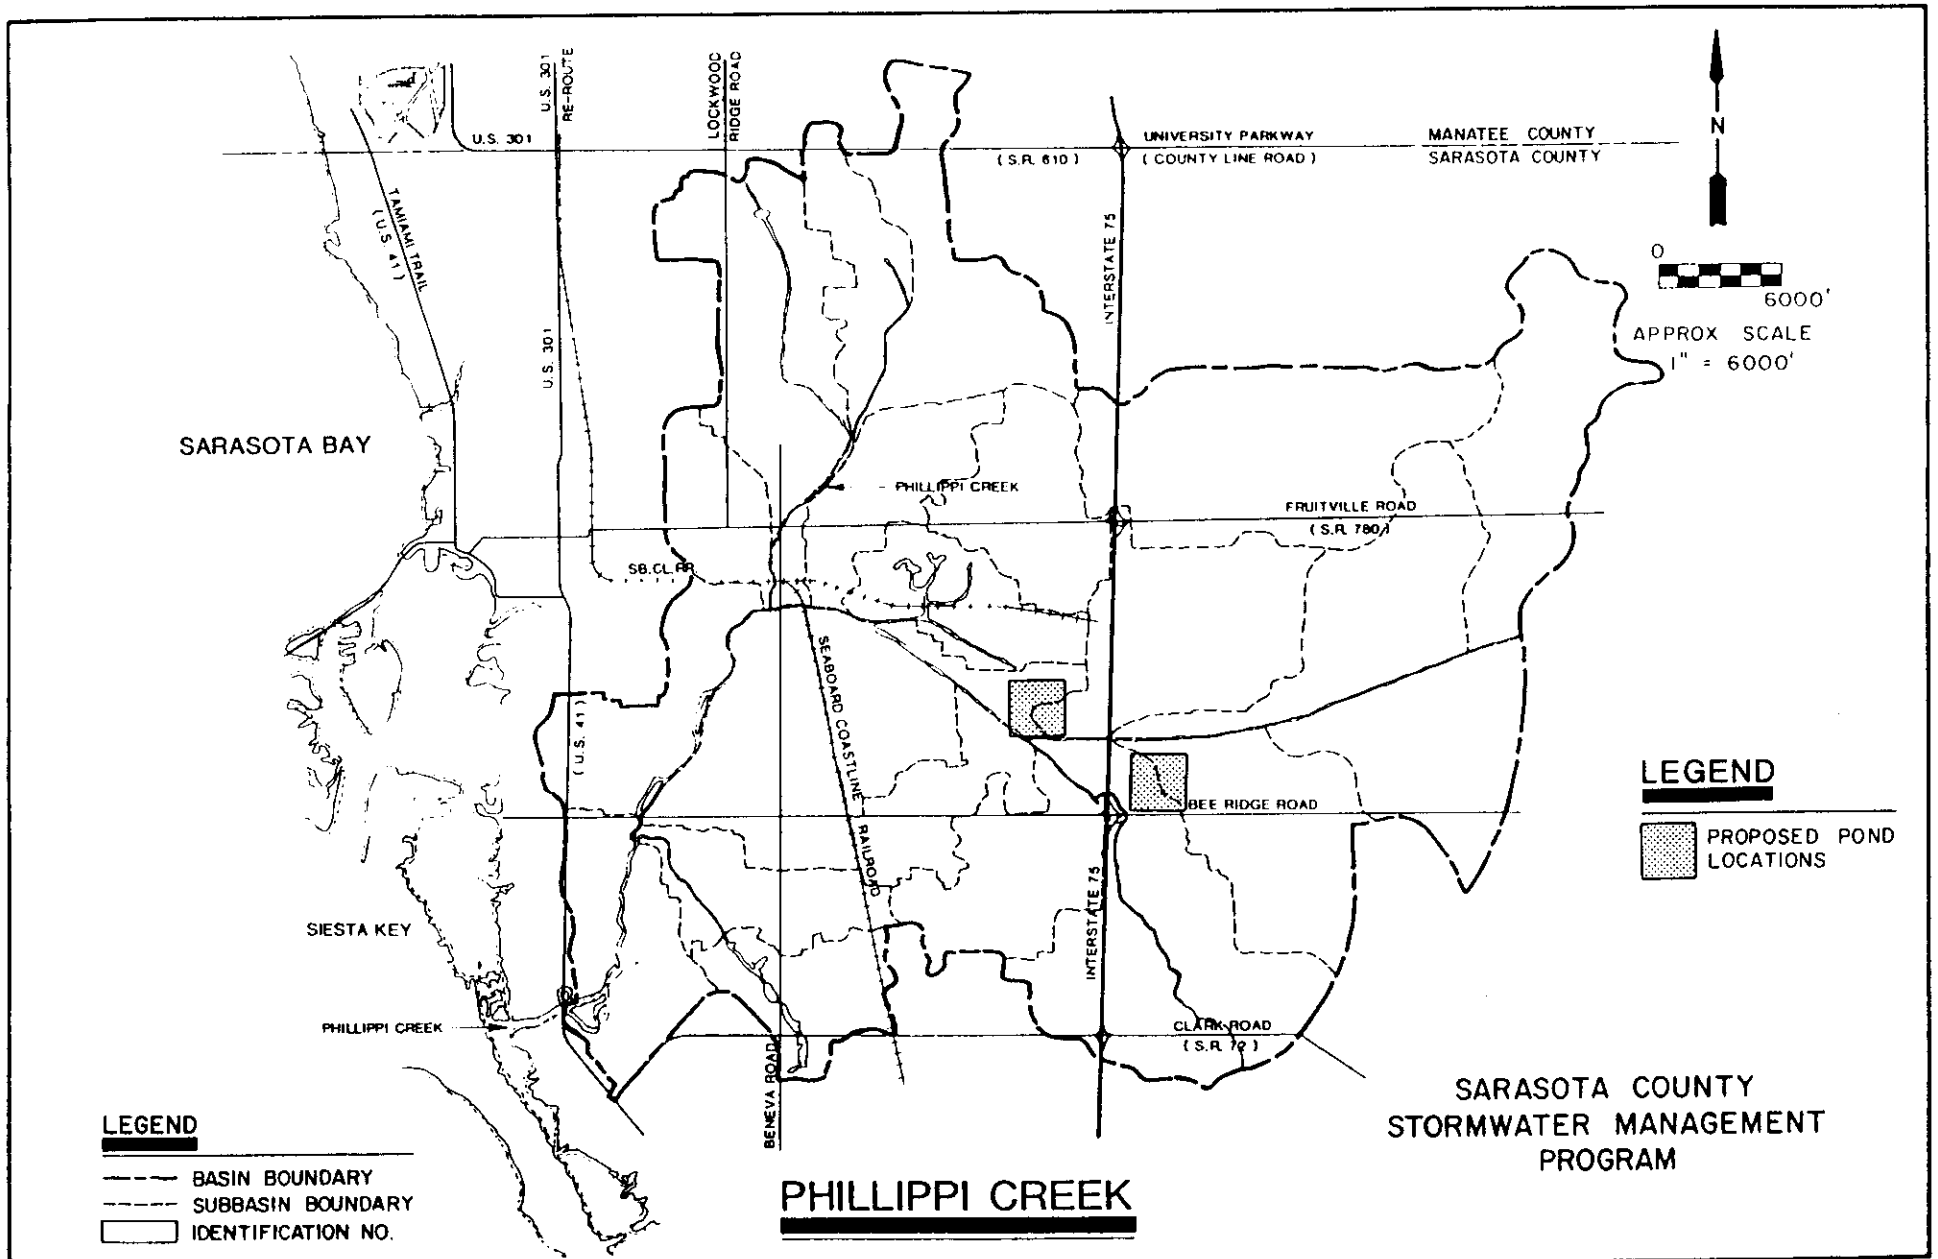 U.S. 301
RE-ROUTE
LOCKWOOD
RIDGE ROAD
N
U.S. 301
(S.R. 610)
UNIVERSITY PARKWAY
(COUNTY LINE ROAD)
MANATEE COUNTY
SARASOTA COUNTY
TAMIAMI TRAIL
(U.S. 41)
INTERSTATE 75
0
6000'
APPROX SCALE
1" = 6000'
U.S. 301
SARASOTA BAY
PHILLIPPI CREEK
FRUITVILLE ROAD
(S.R. 780)
SB.CL.RR
SEABOARD COASTLINE RAILROAD
(U.S. 41)
BEE RIDGE ROAD
LEGEND
PROPOSED POND
LOCATIONS
INTERSTATE 75
SIESTA KEY
PHILLIPPI CREEK
CLARK ROAD
(S.R. 72)
BENEVA ROAD
SARASOTA COUNTY
STORMWATER MANAGEMENT
PROGRAM
LEGEND
BASIN BOUNDARY
SUBBASIN BOUNDARY
IDENTIFICATION NO.
PHILLIPPI CREEK